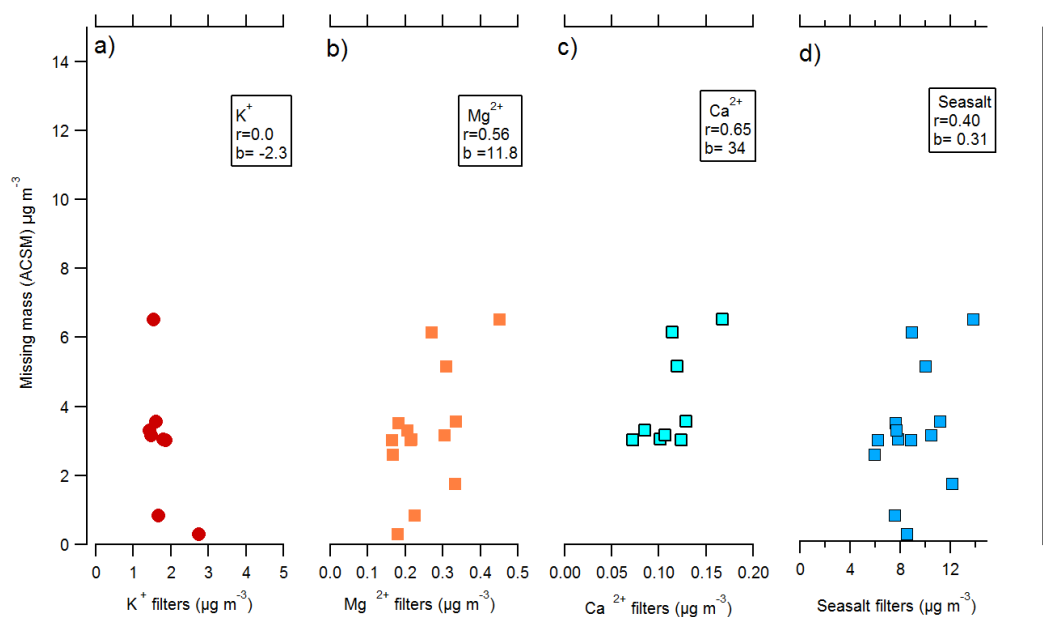 a)
b)
c)
d)
K+
r=0.0
b= -2.3
Mg2+
r=0.56
b =11.8
Ca2+
r=0.65
b= 34
Seasalt
r=0.40
b= 0.31
Missing mass (ACSM) µg m-3
14
12
10
8
6
4
2
0
0 1 2 3 4 5
0.0 0.1 0.2 0.3 0.4 0.5
0.00 0.05 0.10 0.15 0.20
0 4 8 12
K + filters (µg m-3)
Mg 2+ filters (µg m-3)
Ca 2+ filters (µg m-3)
Seasalt filters (µg m-3)